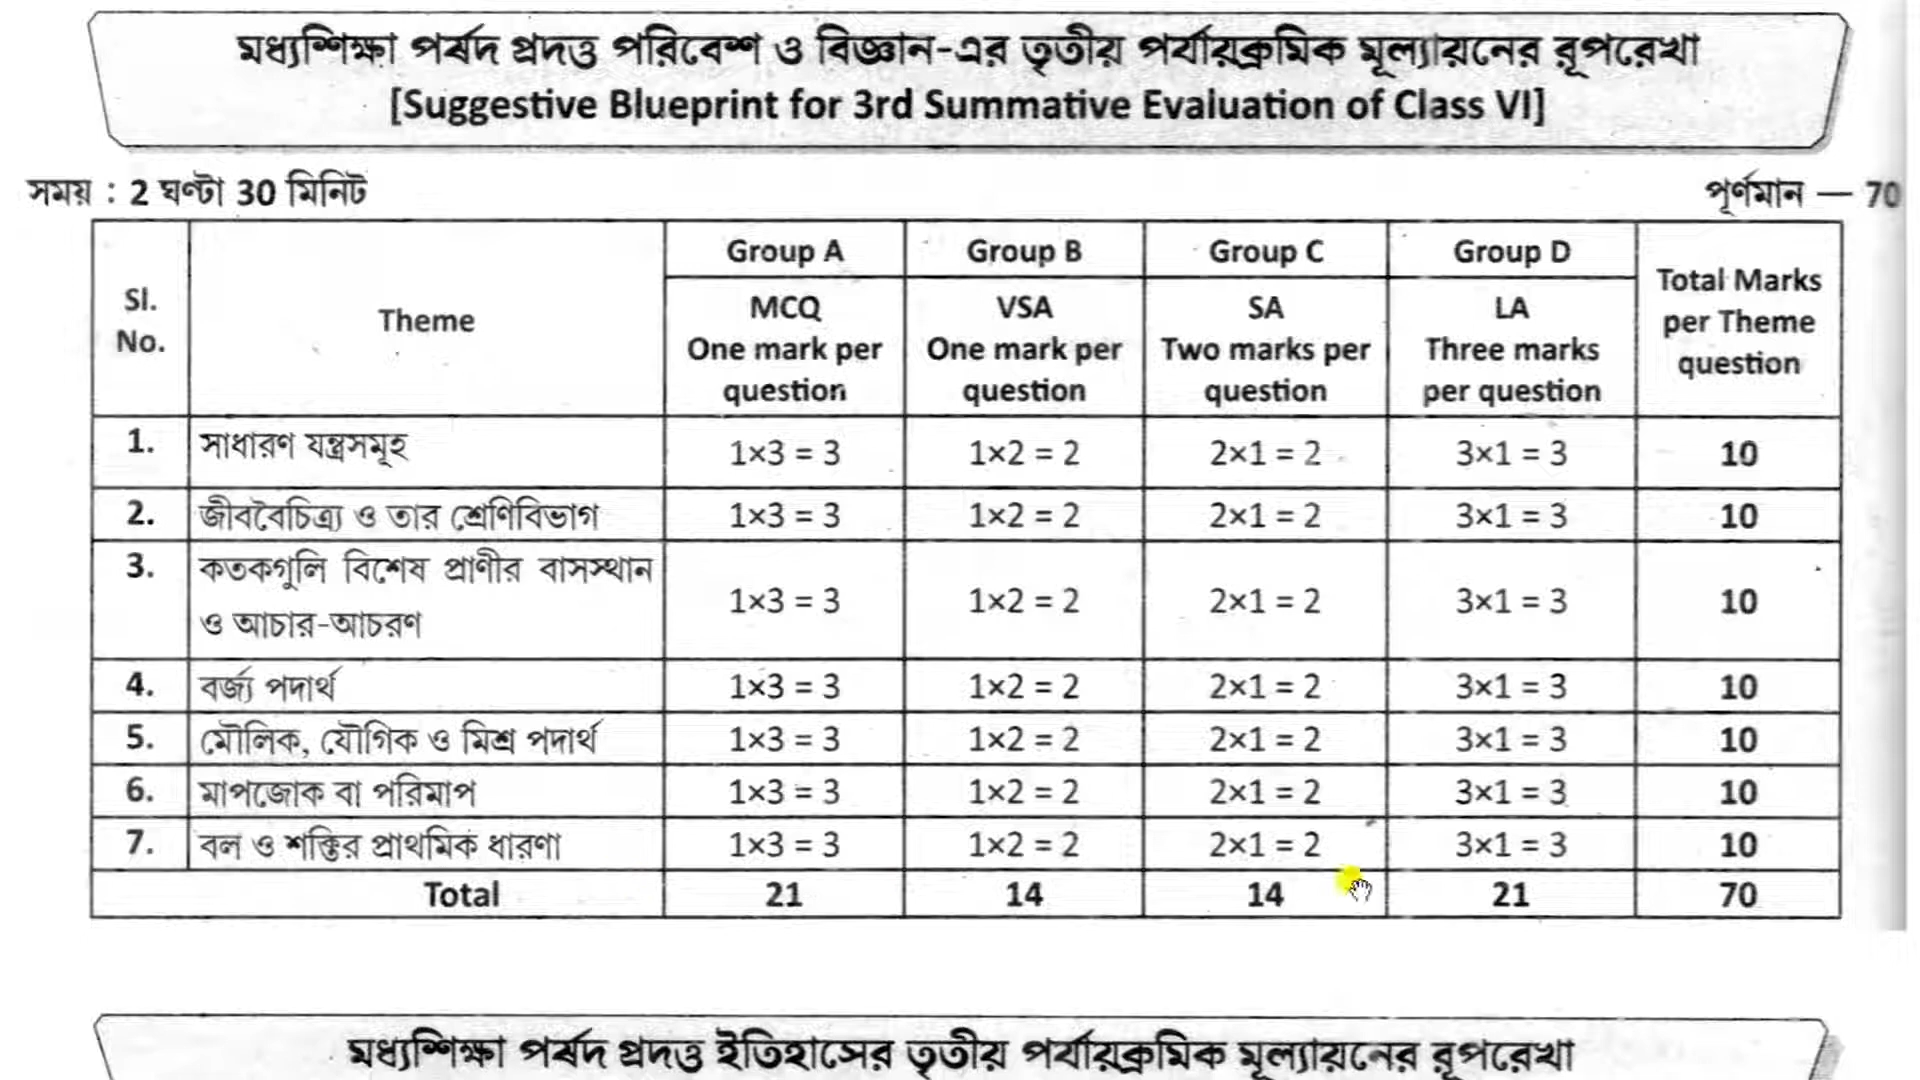 মধ্যশিক্ষা পর্ষদ প্রদত্ত পরিবেশ ও বিজ্ঞান-এর তৃতীয় পর্যায়ক্রমিক মূল্যায়নের রূপরেখা
[Suggestive Blueprint for 3rd Summative Evaluation of Class VI]
সময় : 2 ঘণ্টা 30 মিনিট পূর্ণমান — 70
Sl. No. Theme Group A Group B Group C Group D Total Marks per Theme question
MCQ One mark per question VSA One mark per question SA Two marks per question LA Three marks per question
1. সাধারণ যন্ত্রসমূহ 1×3 = 3 1×2 = 2 2×1 = 2 3×1 = 3 10
2. জীববৈচিত্র্য ও তার শ্রেণিবিভাগ 1×3 = 3 1×2 = 2 2×1 = 2 3×1 = 3 10
3. কতকগুলি বিশেষ প্রাণীর বাসস্থান
ও আচার-আচরণ 1×3 = 3 1×2 = 2 2×1 = 2 3×1 = 3 10
4. বর্জ্য পদার্থ 1×3 = 3 1×2 = 2 2×1 = 2 3×1 = 3 10
5. মৌলিক, যৌগিক ও মিশ্র পদার্থ 1×3 = 3 1×2 = 2 2×1 = 2 3×1 = 3 10
6. মাপজোক বা পরিমাপ 1×3 = 3 1×2 = 2 2×1 = 2 3×1 = 3 10
7. বল ও শক্তির প্রাথমিক ধারণা 1×3 = 3 1×2 = 2 2×1 = 2 3×1 = 3 10
Total 21 14 14 21 70
মধ্যশিক্ষা পর্ষদ প্রদত্ত ইতিহাসের তৃতীয় পর্যায়ক্রমিক মূল্যায়নের রূপরেখা